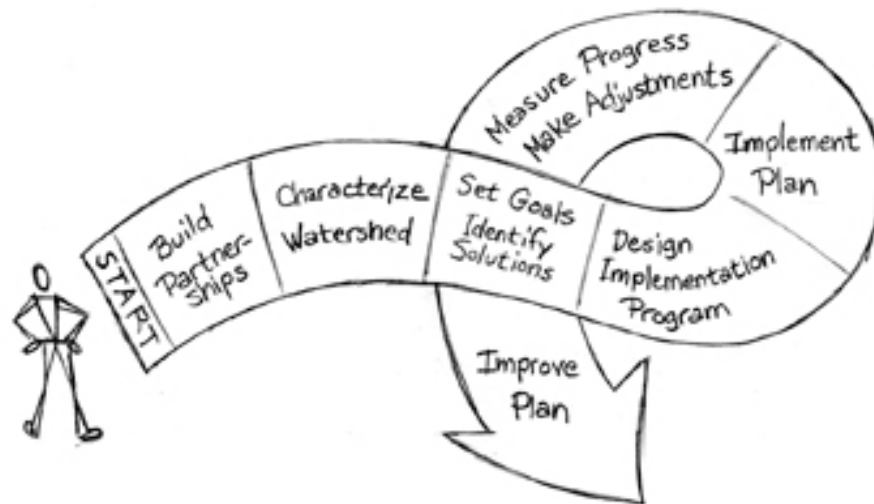 START
Build
Partner-
ships
Characterize
Watershed
Set Goals
Identify
Solutions
Design
Implementation
Program
Implement
Plan
Measure Progress
Make Adjustments
Improve
Plan